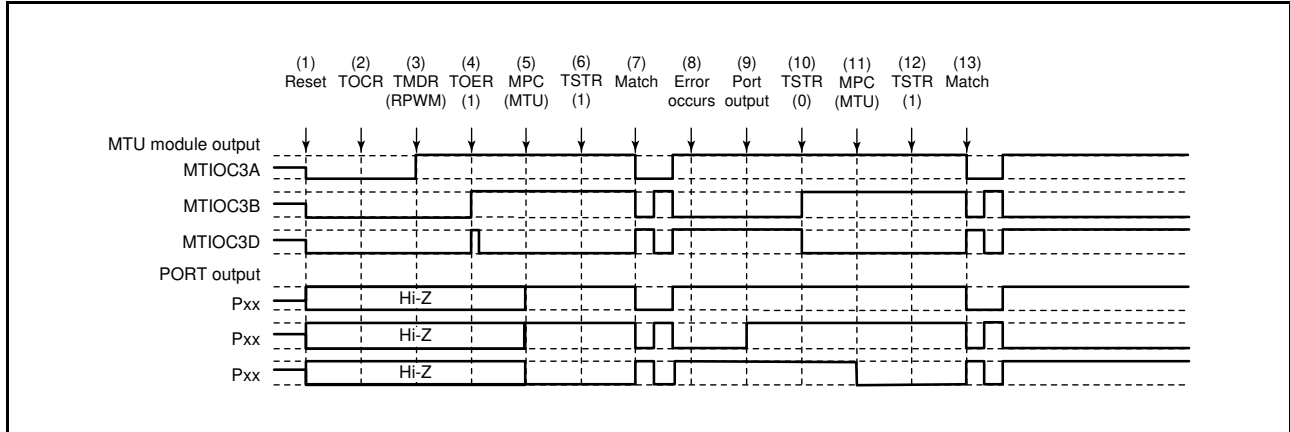 (1) (2) (3) (4) (5) (6) (7) (8) (9) (10) (11) (12) (13)
Reset TOCR TMDR TOER MPC TSTR Match Error Port TSTR MPC TSTR Match
(RPWM) (1) (MTU) (1) occurs output (0) (MTU) (1)
MTU module output
MTIOC3A
MTIOC3B
MTIOC3D
PORT output
Pxx Hi-Z
Pxx Hi-Z
Pxx Hi-Z